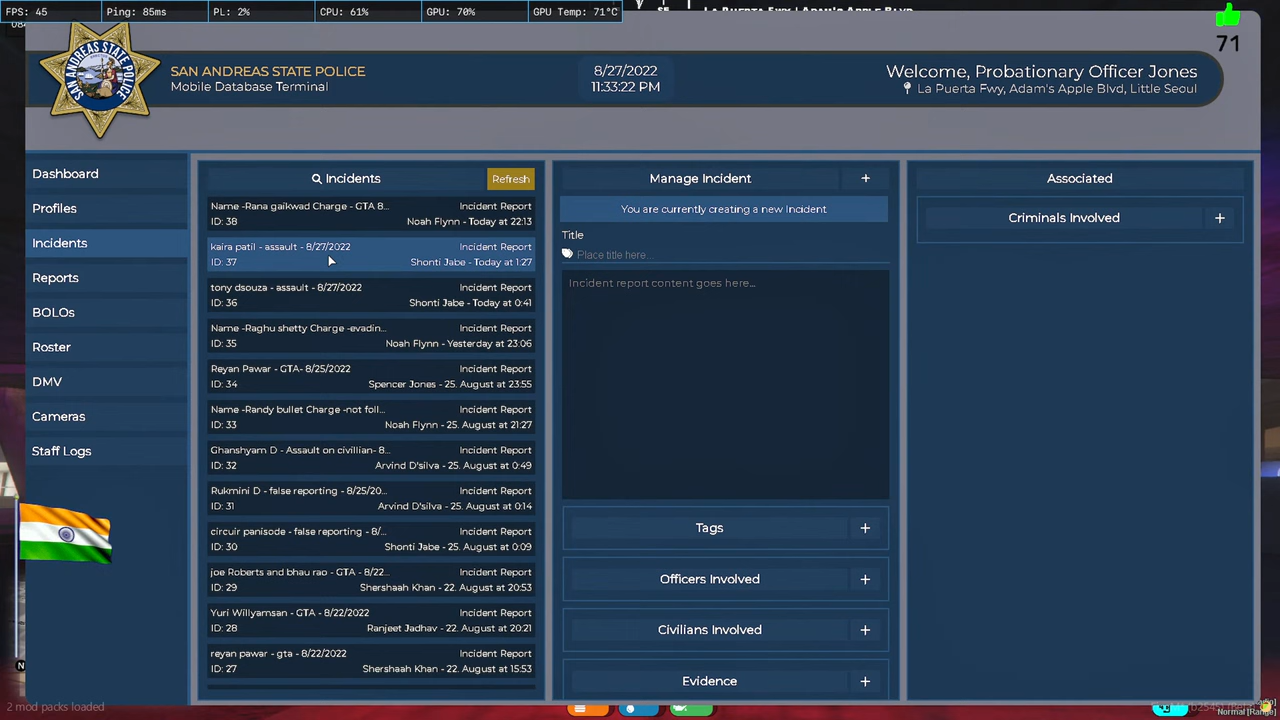 FPS: 45 Ping: 85ms PL: 2% CPU: 61% GPU: 70% GPU Temp: 71°C
71
SAN ANDREAS STATE POLICE
SAN ANDREAS STATE POLICE
Mobile Database Terminal
8/27/2022
11:33:22 PM
Welcome, Probationary Officer Jones
La Puerta Fwy, Adam's Apple Blvd, Little Seoul
Dashboard
Profiles
Incidents
Reports
BOLOs
Roster
DMV
Cameras
Staff Logs
Incidents Refresh
Name -Rana gaikwad Charge - GTA 8... Incident Report
ID: 38 Noah Flynn - Today at 22:13
kaira patil - assault - 8/27/2022 Incident Report
ID: 37 Shonti Jabe - Today at 1:27
tony dsouza - assault - 8/27/2022 Incident Report
ID: 36 Shonti Jabe - Today at 0:41
Name -Raghu shetty Charge -evadin... Incident Report
ID: 35 Noah Flynn - Yesterday at 23:06
Reyan Pawar - GTA- 8/25/2022 Incident Report
ID: 34 Spencer Jones - 25. August at 23:55
Name -Randy bullet Charge -not foll... Incident Report
ID: 33 Noah Flynn - 25. August at 21:27
Ghanshyam D - Assault on civillian- 8... Incident Report
ID: 32 Arvind D'silva - 25. August at 0:49
Rukmini D - false reporting - 8/25/20... Incident Report
ID: 31 Arvind D'silva - 25. August at 0:14
circuir panisode - false reporting - 8/... Incident Report
ID: 30 Shonti Jabe - 25. August at 0:09
joe Roberts and bhau rao - GTA - 8/22... Incident Report
ID: 29 Shershaah Khan - 22. August at 20:53
Yuri Willyamsan - GTA - 8/22/2022 Incident Report
ID: 28 Ranjeet Jadhav - 22. August at 20:21
reyan pawar - gta - 8/22/2022 Incident Report
ID: 27 Shershaah Khan - 22. August at 15:53
Manage Incident +
You are currently creating a new Incident
Title
Place title here...
Incident report content goes here...
Tags +
Officers Involved +
Civilians Involved +
Evidence +
Associated
Criminals Involved +
2 mod packs loaded
Normal [Range]